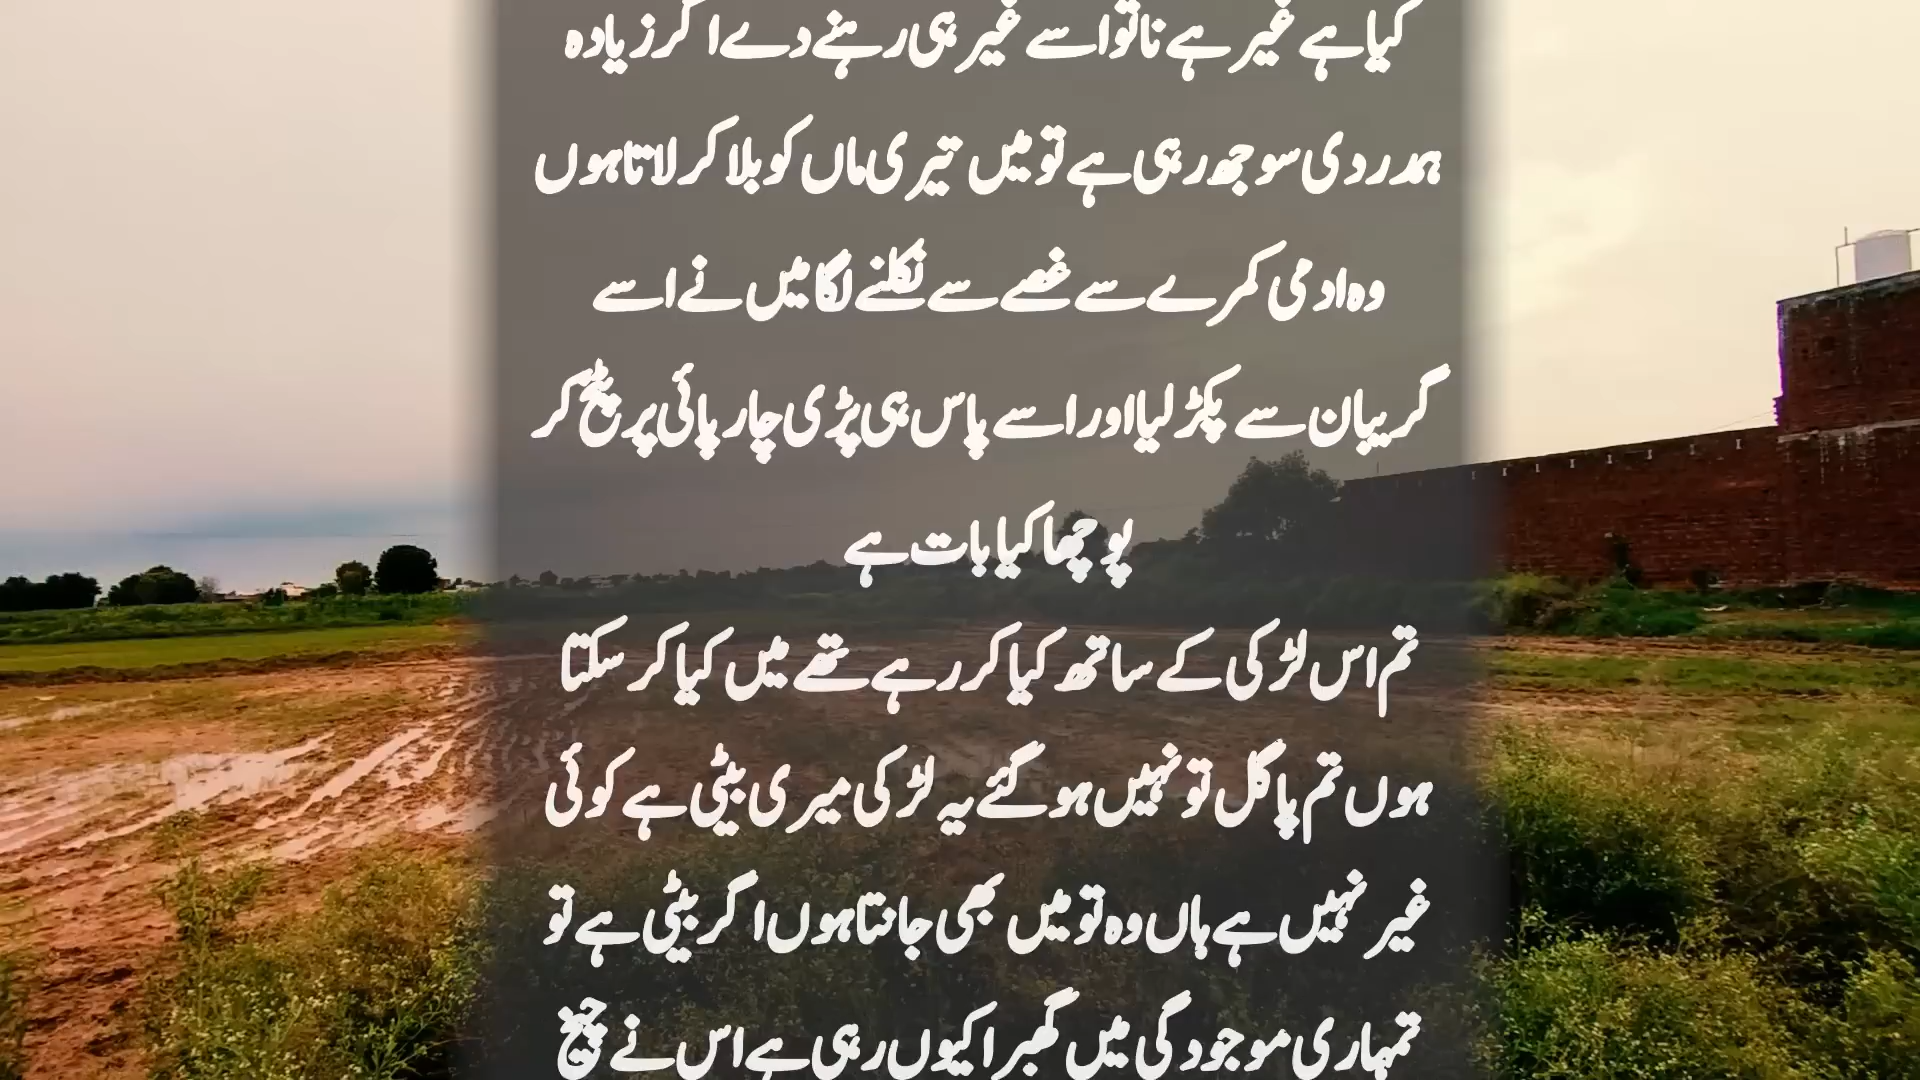 کیا ہے غیر ہے نا تو اسے غیر ہی رہنے دے اگر زیادہ
ہمدردی سوجھ رہی ہے تو میں تیری ماں کو بلا کر لاتا ہوں
وہ ادمی کمرے سے غصے سے نکلنے لگا میں نے اسے
گریبان سے پکڑ لیا اور اسے پاس ہی پڑی چارپائی پر پٹخ کر
پوچھا کیا بات ہے
تم اس لڑکی کے ساتھ کیا کر رہے تھے میں کیا کر سکتا
ہوں تم پاگل تو نہیں ہو گئے یہ لڑکی میری بیٹی ہے کوئی
غیر نہیں ہے ہاں وہ تو میں بھی جانتا ہوں اگر بیٹی ہے تو
تمہاری موجودگی میں گھبرا کیوں رہی ہے اس نے چیخ